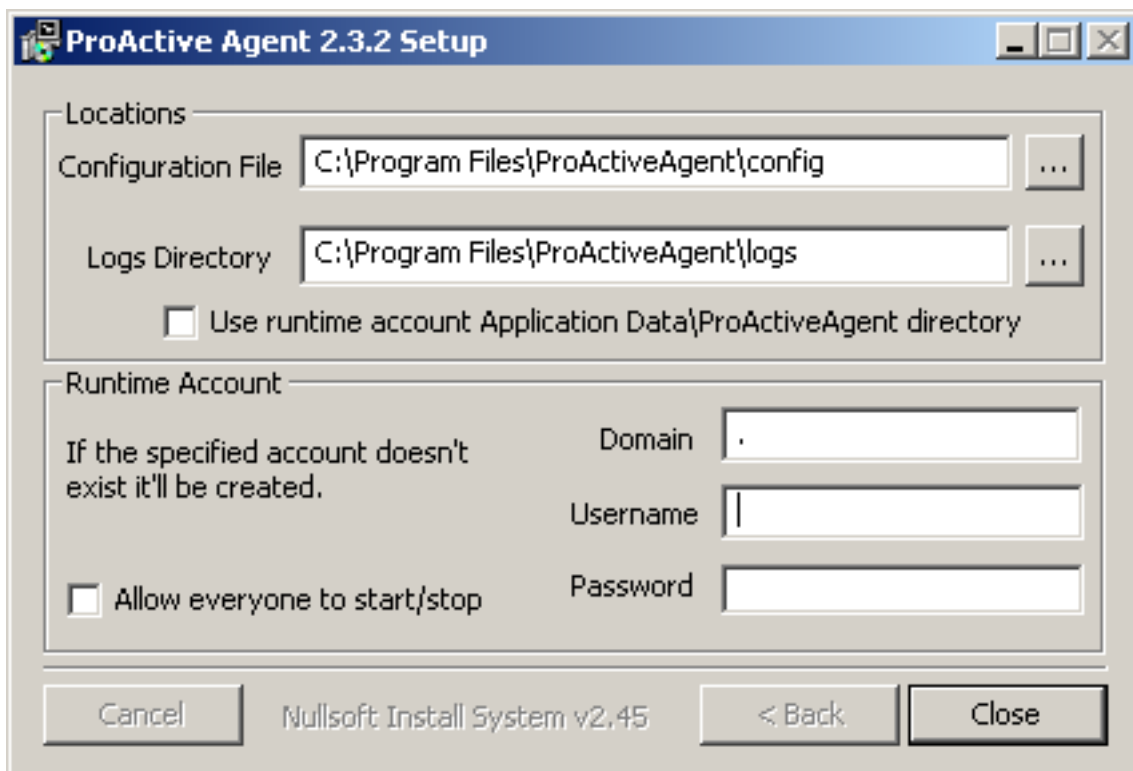 ProActive Agent 2.3.2 Setup
Locations
Configuration File C:\Program Files\ProActiveAgent\config ...
Logs Directory C:\Program Files\ProActiveAgent\logs ...
Use runtime account Application Data\ProActiveAgent directory
Runtime Account
If the specified account doesn't
exist it'll be created.
Domain .
Username
Password
Allow everyone to start/stop
Cancel Nullsoft Install System v2.45 < Back Close